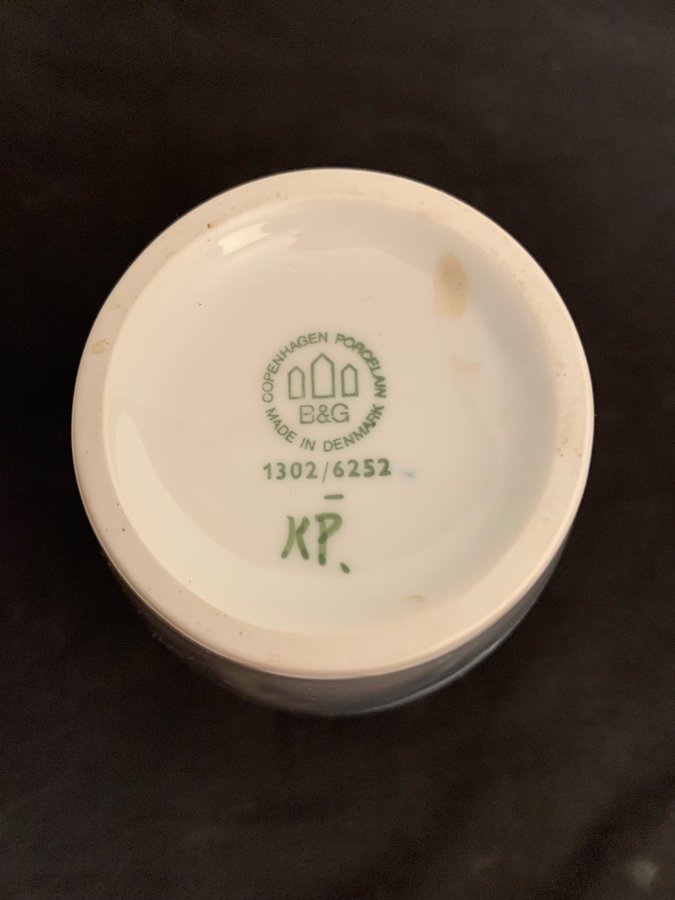 COPENHAGEN PORCELAIN
B&G
MADE IN DENMARK
1302/6252
KP.